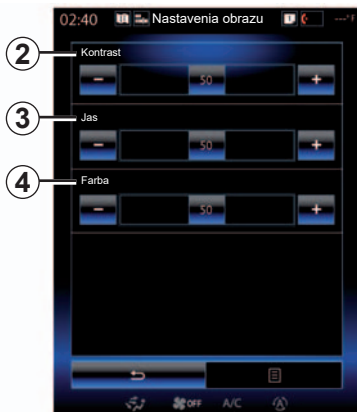 02:40 Nastavenia obrazu ---°F
2
Kontrast
− 50 +
3
Jas
− 50 +
4
Farba
− 50 +
OFF A/C A